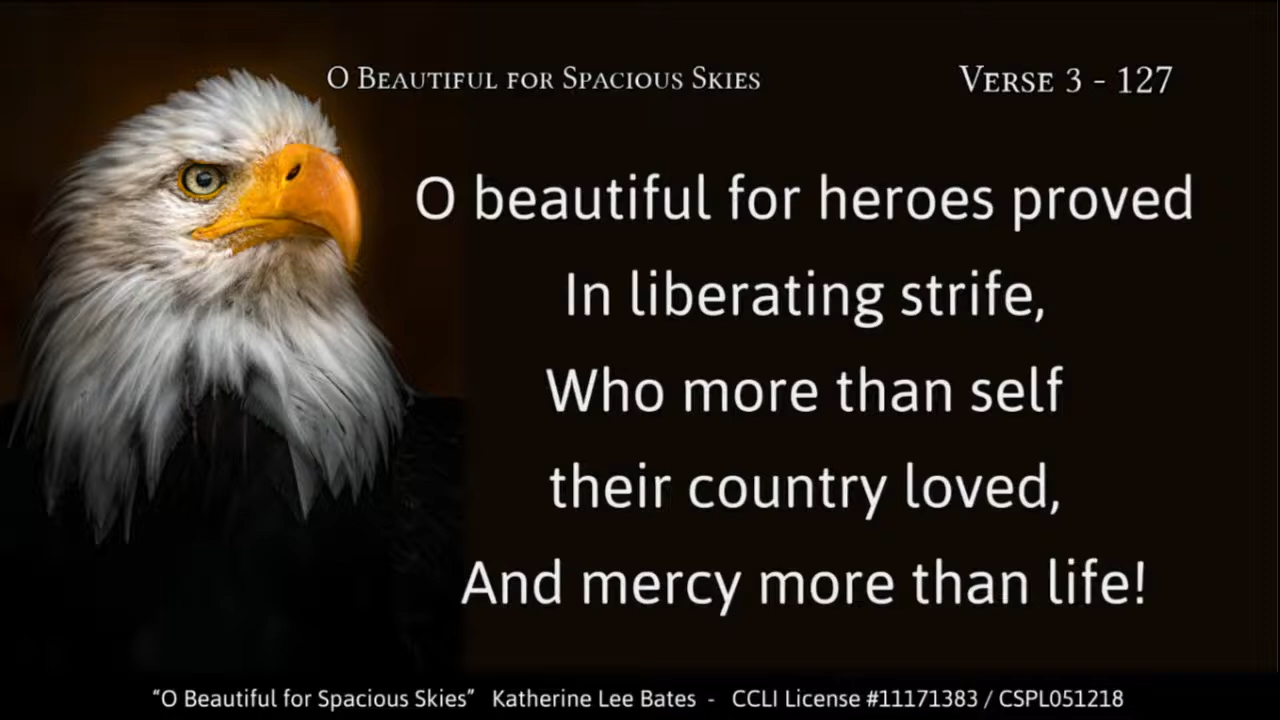 O Beautiful for Spacious Skies
Verse 3 - 127
O beautiful for heroes proved
In liberating strife,
Who more than self
their country loved,
And mercy more than life!
“O Beautiful for Spacious Skies” Katherine Lee Bates - CCLI License #11171383 / CSPL051218